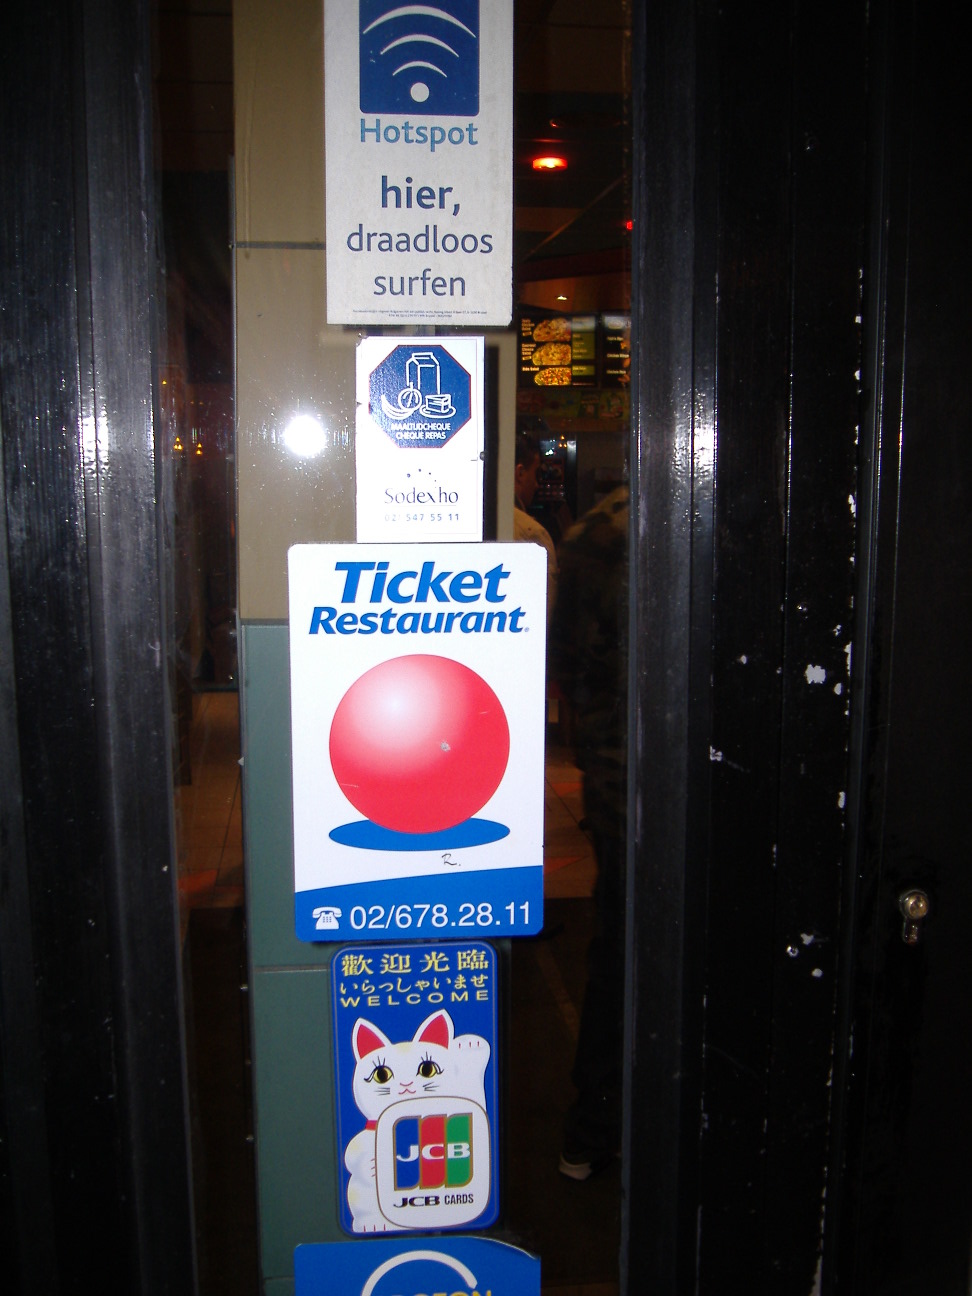 Hotspot
hier,
draadloos
surfen
MAALTIJDCHEQUE
CHEQUE REPAS
Sodexho
02/ 547 55 11
Ticket
Restaurant
R.
02/678.28.11
歡迎光臨
いらっしゃいませ
WELCOME
JCB
JCB CARDS